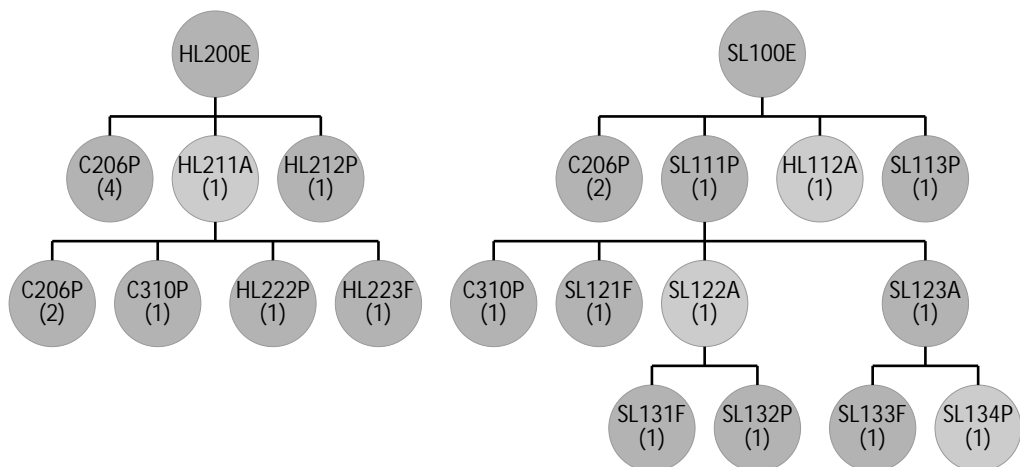 HL200E
SL100E
C206P
(4)
HL211A
(1)
HL212P
(1)
C206P
(2)
SL111P
(1)
HL112A
(1)
SL113P
(1)
C206P
(2)
C310P
(1)
HL222P
(1)
HL223F
(1)
C310P
(1)
SL121F
(1)
SL122A
(1)
SL123A
(1)
SL131F
(1)
SL132P
(1)
SL133F
(1)
SL134P
(1)